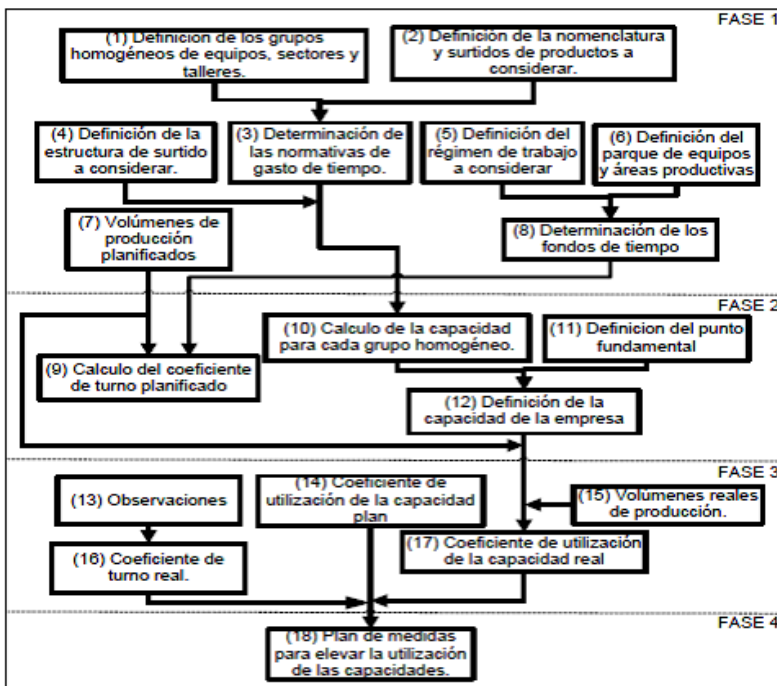 FASE 1
(1) Definición de los grupos
homogéneos de equipos, sectores y
talleres.
(2) Definición de la nomenclatura
y surtidos de productos a
considerar.
(4) Definición de la
estructura de surtido
a considerar.
(3) Determinación de
las normativas de
gasto de tiempo.
(5) Definición del
régimen de trabajo a
considerar
(6) Definición del
parque de equipos
y áreas productivas
(7) Volúmenes de
producción
planificados
(8) Determinación de los
fondos de tiempo
FASE 2
(10) Calculo de la capacidad
para cada grupo homogéneo.
(11) Definicion del punto
fundamental
(9) Calculo del coeficiente
de turno planificado
(12) Definición de la
capacidad de la empresa
FASE 3
(13) Observaciones
(14) Coeficiente de
utilización de la capacidad
plan
(15) Volúmenes reales
de producción.
(16) Coeficiente de
turno real.
(17) Coeficiente de utilización
de la capacidad real
FASE 4
(18) Plan de medidas
para elevar la utilización
de las capacidades.